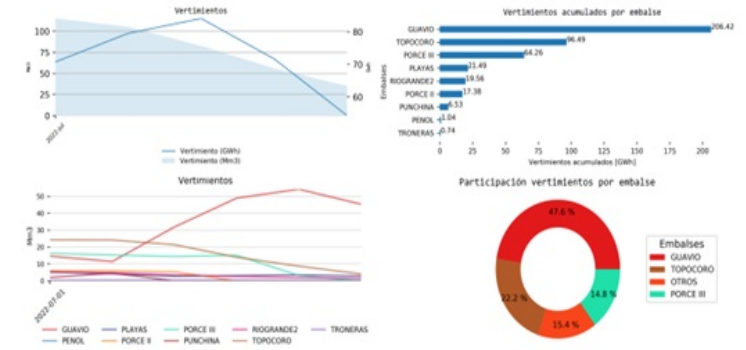 Vertimientos
100
75
50
25
0
80
70
60
Mm3
GWh
2022 jul
Vertimiento (GWh)
Vertimiento (Mm3)
Vertimientos acumulados por embalse
Embalses
GUAVIO 206.42
TOPOCORO 96.49
PORCE III 64.26
PLAYAS 21.49
RIOGRANDE2 19.56
PORCE II 17.38
PUNCHINA 6.53
PENOL 1.04
TRONERAS 0.74
0 25 50 75 100 125 150 175 200
Vertimientos acumulados [GWh]
Vertimientos
50
40
30
20
10
0
Mm3
2022-07-01
GUAVIO PLAYAS PORCE III RIOGRANDE2 TRONERAS
PENOL PORCE II PUNCHINA TOPOCORO
Participación vertimientos por embalse
47.6 %
22.2 %
15.4 %
14.8 %
Embalses
GUAVIO
TOPOCORO
OTROS
PORCE III